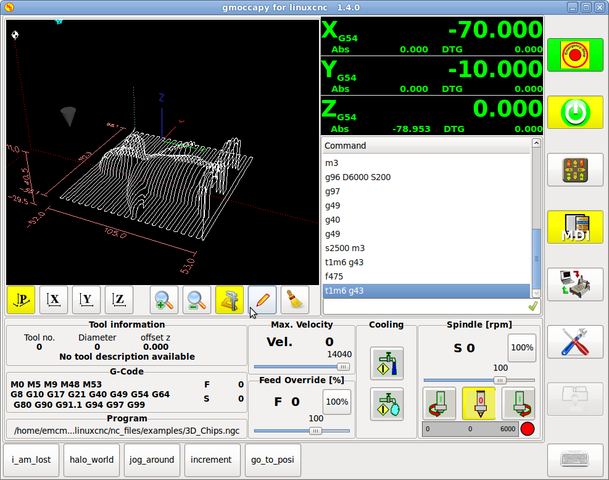 gmoccapy for linuxcnc 1.4.0
X G54 -70.000
Abs 0.000 DTG 0.000
Y G54 -10.000
Abs 0.000 DTG 0.000
Z G54 0.000
Abs -78.953 DTG 0.000
Z
105.0
53.0
Command
m3
g96 D6000 S200
g97
g49
g40
g49
s2500 m3
t1m6 g43
f475
t1m6 g43
MDI
P X Y Z
Tool information
Tool no. Diameter offset z
0 0 0.000
No tool description available
G-Code
M0 M5 M9 M48 M53 F 0
G8 G10 G17 G21 G40 G49 G54 G64 S 0
G80 G90 G91.1 G94 G97 G99
Program
/home/emcm...linuxcnc/nc_files/examples/3D_Chips.ngc
Max. Velocity
Vel. 0
14040
Feed Override [%]
F 0 100%
100
Cooling
Spindle [rpm]
S 0 100%
100
0 0 6000
i_am_lost halo_world jog_around increment go_to_posi